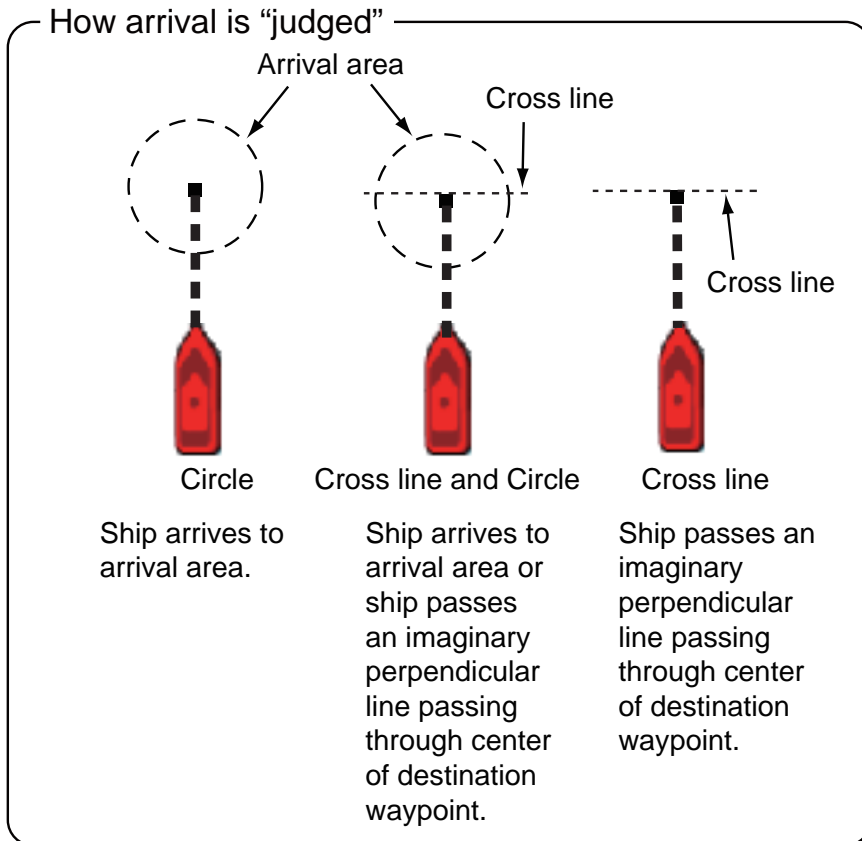 How arrival is “judged”
Arrival area
Cross line
Cross line
Circle
Cross line and Circle
Cross line
Ship arrives to
arrival area.
Ship arrives to
arrival area or
ship passes
an imaginary
perpendicular
line passing
through center
of destination
waypoint.
Ship passes an
imaginary
perpendicular
line passing
through center
of destination
waypoint.